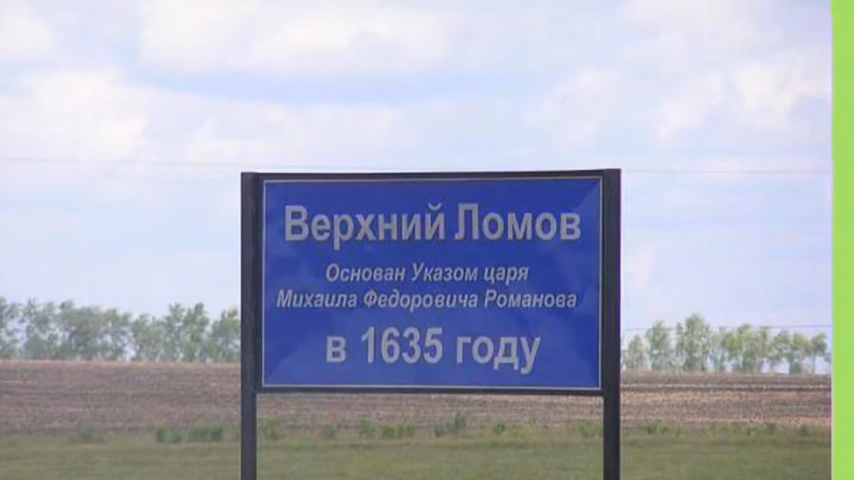 Верхний Ломов
Основан Указом царя
Михаила Федоровича Романова
в 1635 году